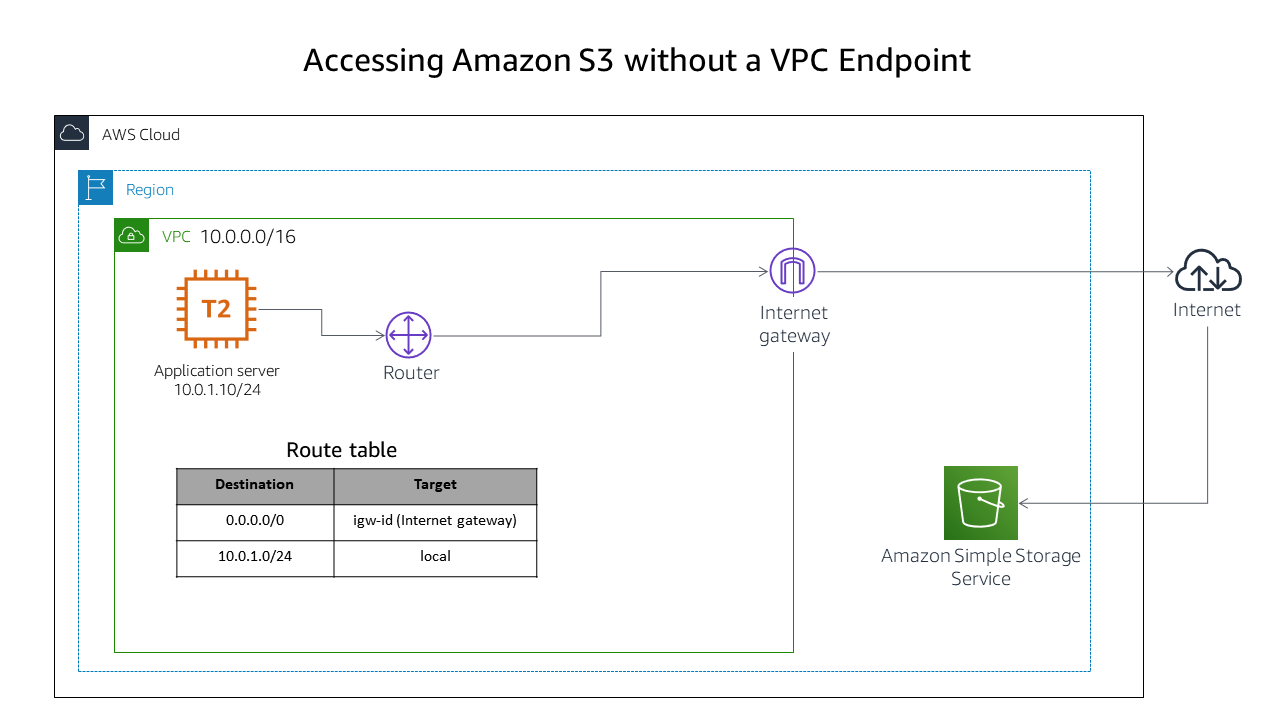 Accessing Amazon S3 without a VPC Endpoint
AWS Cloud
Region
VPC 10.0.0.0/16
T2
Application server
10.0.1.10/24
Router
Internet
gateway
Internet
Route table
Destination Target
0.0.0.0/0 igw-id (Internet gateway)
10.0.1.0/24 local
Amazon Simple Storage
Service